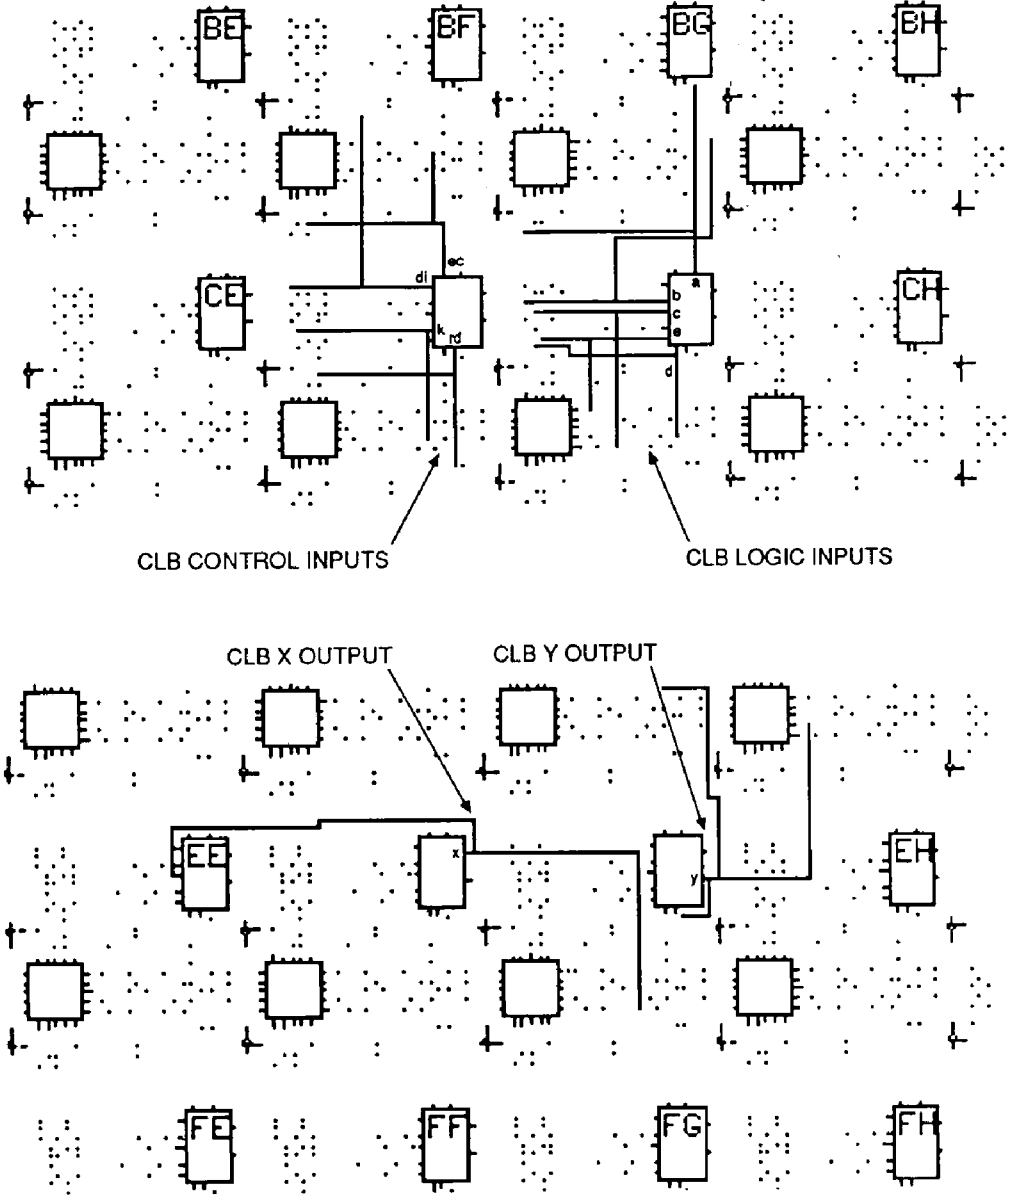 BE BF BG BH
ec
di a
CE CH
b
c
k
rd e
d
CLB CONTROL INPUTS CLB LOGIC INPUTS
CLB X OUTPUT CLB Y OUTPUT
EE x EH
y
FE FF FG FH